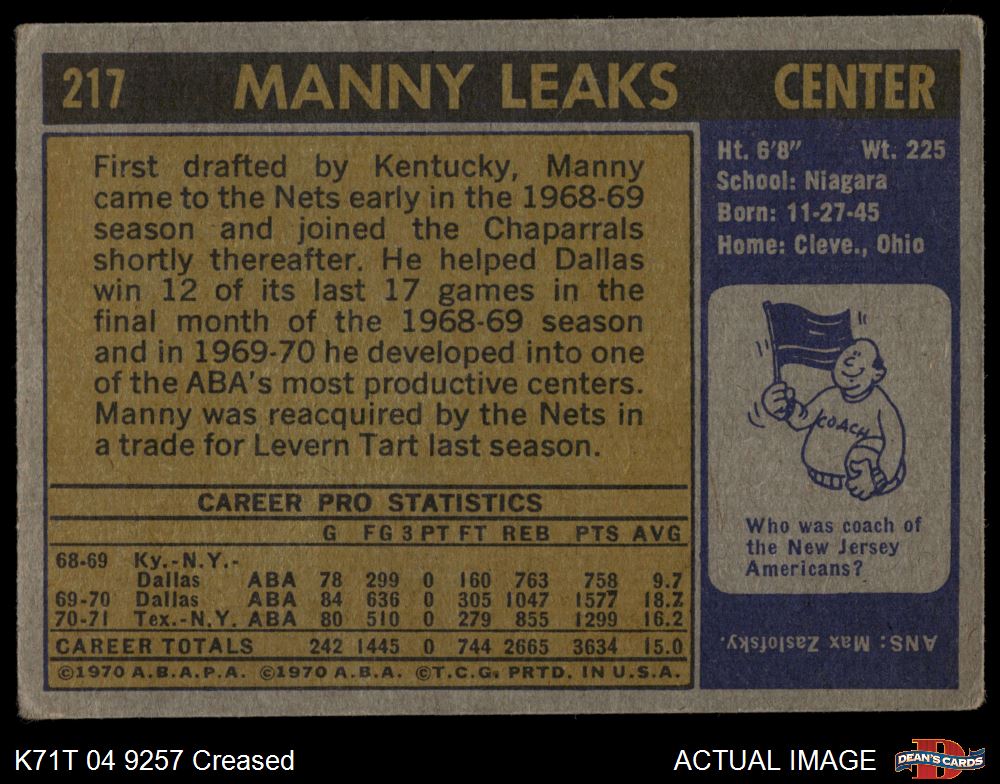 217 MANNY LEAKS CENTER
First drafted by Kentucky, Manny
came to the Nets early in the 1968-69
season and joined the Chaparrals
shortly thereafter. He helped Dallas
win 12 of its last 17 games in the
final month of the 1968-69 season
and in 1969-70 he developed into one
of the ABA's most productive centers.
Manny was reacquired by the Nets in
a trade for Levern Tart last season.
CAREER PRO STATISTICS
G FG 3 PT FT REB PTS AVG
68-69 Ky.-N.Y.-
Dallas ABA 78 299 0 160 763 758 9.7
69-70 Dallas ABA 84 636 0 305 1047 1577 18.2
70-71 Tex.-N.Y. ABA 80 510 0 279 855 1299 16.2
CAREER TOTALS 242 1445 0 744 2665 3634 15.0
©1970 A.B.A.P.A. ©1970 A.B.A. ©T.C.G. PRTD. IN U.S.A.
Ht. 6'8" Wt. 225
School: Niagara
Born: 11-27-45
Home: Cleve., Ohio
COACH
Who was coach of
the New Jersey
Americans?
ANS: Max Zaslofsky.
K71T 04 9257 Creased
ACTUAL IMAGE
D
DEAN'S CARDS